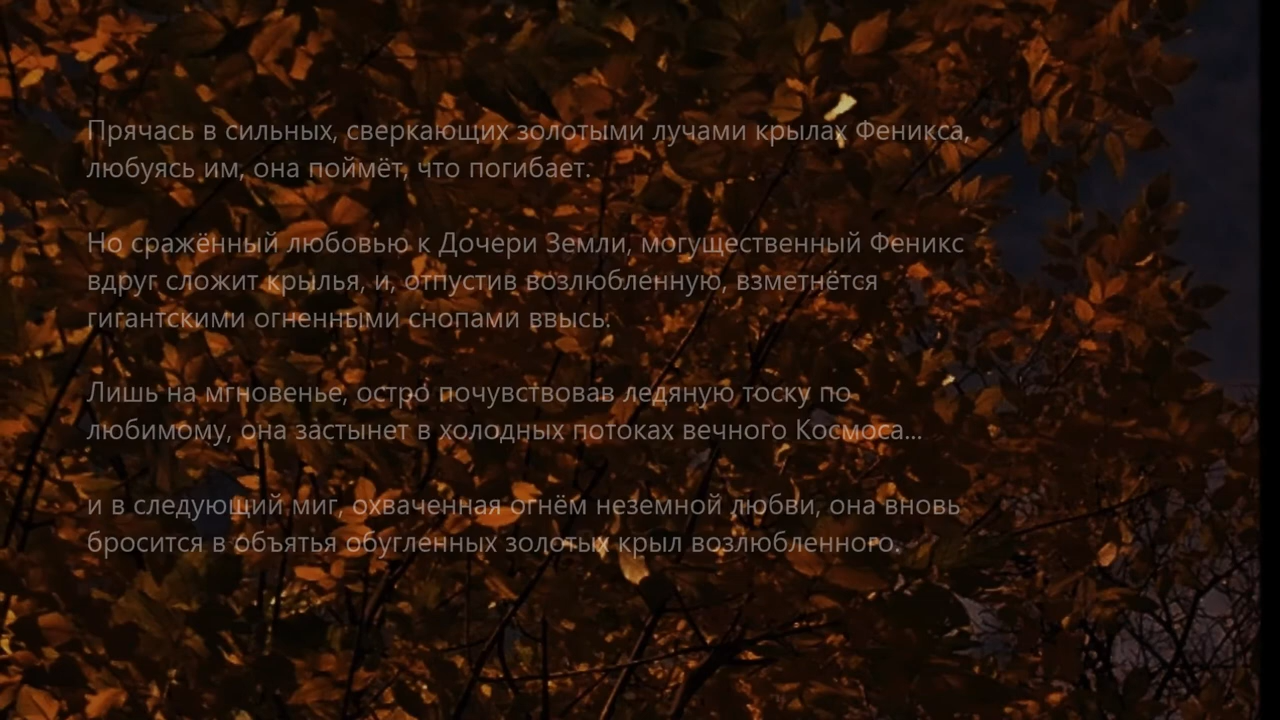 Прячась в сильных, сверкающих золотыми лучами крылах Феникса,
любуясь им, она поймёт, что погибает.
Но сражённый любовью к Дочери Земли, могущественный Феникс
вдруг сложит крылья, и, отпустив возлюбленную, взметнётся
гигантскими огненными снопами ввысь.
Лишь на мгновенье, остро почувствовав ледяную тоску по
любимому, она застынет в холодных потоках вечного Космоса...
и в следующий миг, охваченная огнём неземной любви, она вновь
бросится в объятья обугленных золотых крыл возлюбленного.